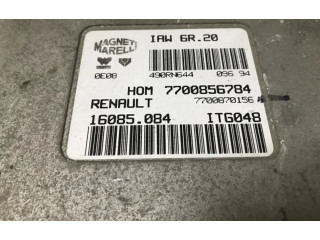 MAGNETI MARELLI
IAW 6R.20
0E08 490RN644 096 94
HOM 7700856784
RENAULT 7700870156
16085.084 ITG048